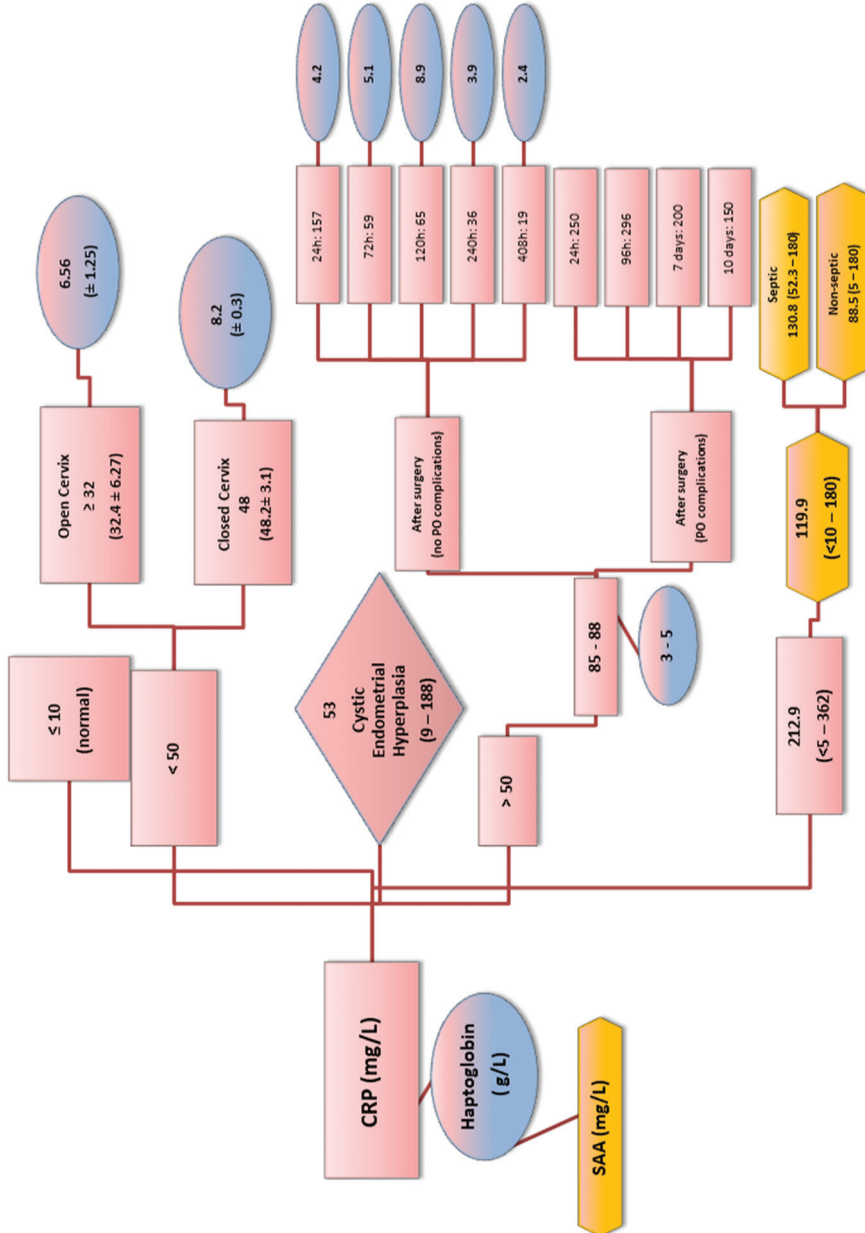 CRP (mg/L)
Haptoglobin
( g/L)
SAA (mg/L)
≤ 10
(normal)
< 50
53
Cystic
Endometrial
Hyperplasia
(9 – 188)
> 50
212.9
(<5 – 362)
Open Cervix
≥ 32
(32.4 ± 6.27)
6.56
(± 1.25)
Closed Cervix
48
(48.2± 3.1)
8.2
(± 0.3)
85 - 88
3 - 5
After surgery
(no PO complications)
24h: 157
4.2
72h: 59
5.1
120h: 65
8.9
240h: 36
3.9
408h: 19
2.4
After surgery
(PO complications)
24h: 250
96h: 296
7 days: 200
10 days: 150
119.9
(<10 – 180)
Septic
130.8 (52.3 – 180)
Non-septic
88.5 (5 – 180)